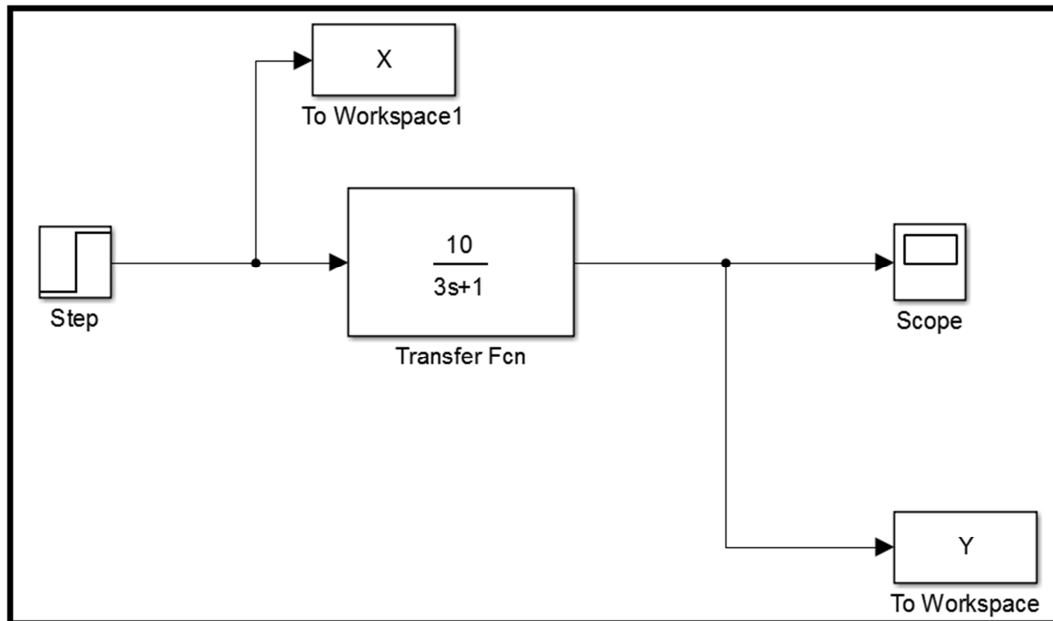 X
To Workspace1
10
3s+1
Step
Transfer Fcn
Scope
Y
To Workspace